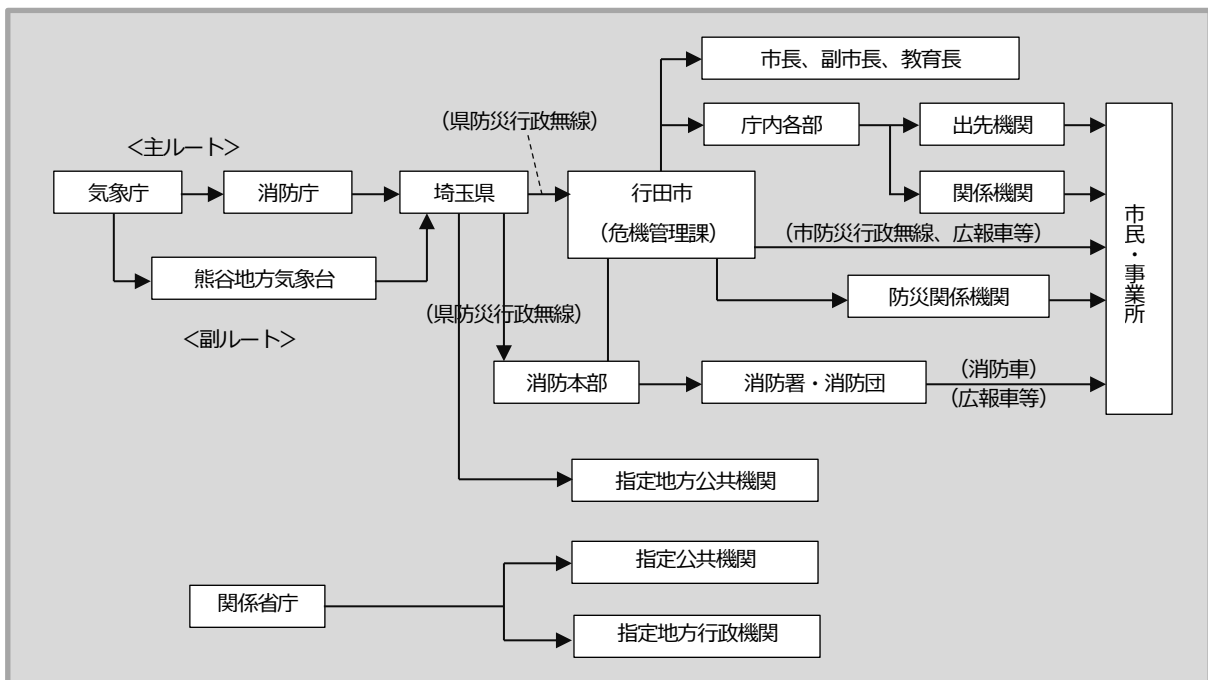 市長、副市長、教育長
（県防災行政無線）
庁内各部
出先機関
＜主ルート＞
気象庁
消防庁
埼玉県
行田市
（危機管理課）
関係機関
（市防災行政無線、広報車等）
市民・事業所
熊谷地方気象台
防災関係機関
（県防災行政無線）
＜副ルート＞
消防本部
消防署・消防団
（消防車）
（広報車等）
指定地方公共機関
指定公共機関
関係省庁
指定地方行政機関